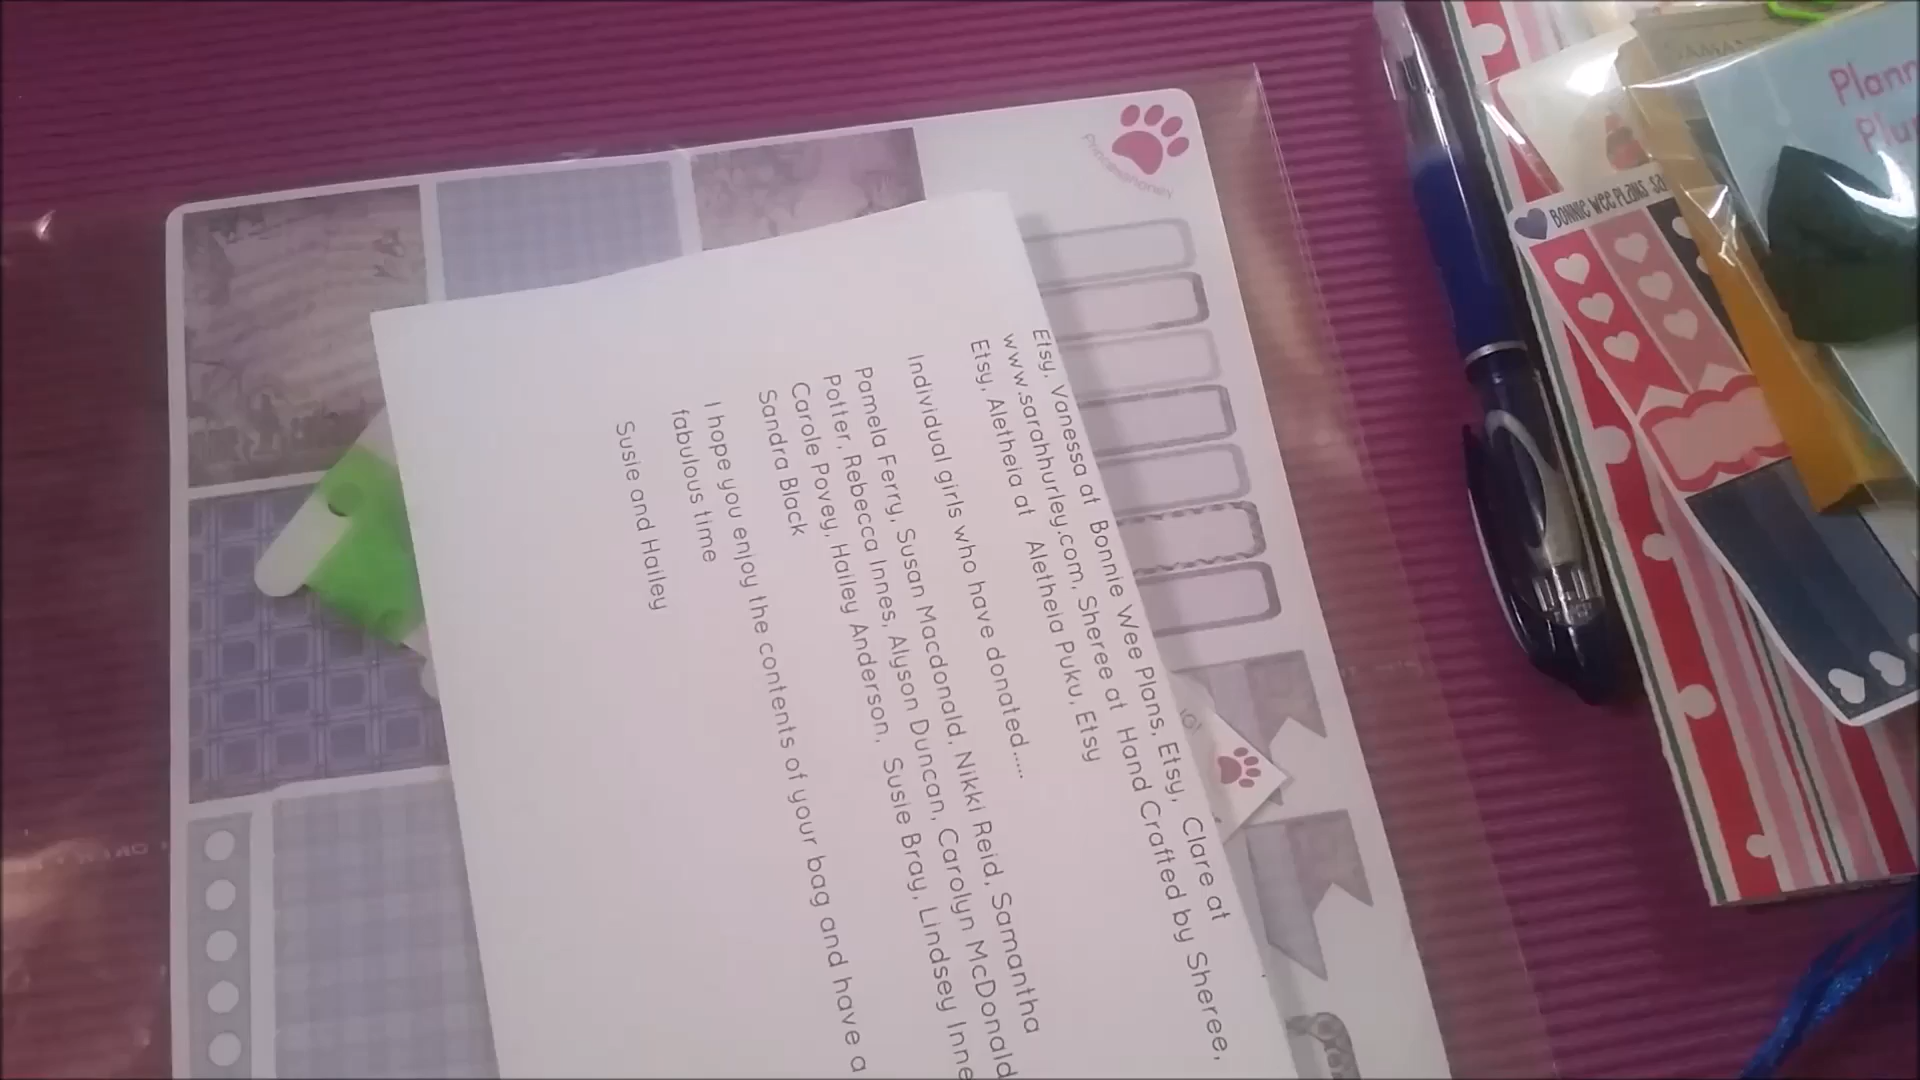 Etsy, Vanessa at Bonnie Wee Plans, Etsy, Clare at
www.sarahhurley.com, Sheree at Hand Crafted by Sheree,
Etsy, Aletheia at Aletheia Puku, Etsy
Individual girls who have donated.....
Pamela Ferry, Susan Macdonald, Nikki Reid, Samantha
Potter, Rebecca Innes, Alyson Duncan, Carolyn McDonald
Carole Povey, Hailey Anderson, Susie Bray, Lindsey Inne
Sandra Black
I hope you enjoy the contents of your bag and have a
fabulous time
Susie and Hailey
Princesshoney
BONNIE WEE PLANS
Plann
Plu